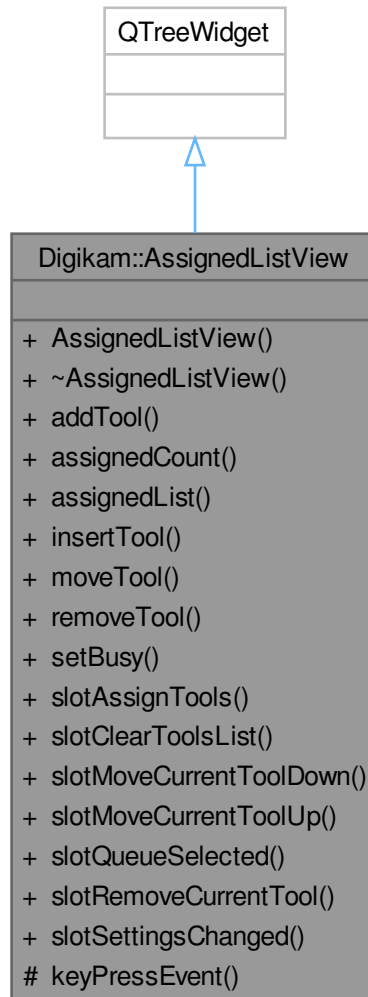 QTreeWidget
Digikam::AssignedListView
+ AssignedListView()
+ ~AssignedListView()
+ addTool()
+ assignedCount()
+ assignedList()
+ insertTool()
+ moveTool()
+ removeTool()
+ setBusy()
+ slotAssignTools()
+ slotClearToolsList()
+ slotMoveCurrentToolDown()
+ slotMoveCurrentToolUp()
+ slotQueueSelected()
+ slotRemoveCurrentTool()
+ slotSettingsChanged()
# keyPressEvent()